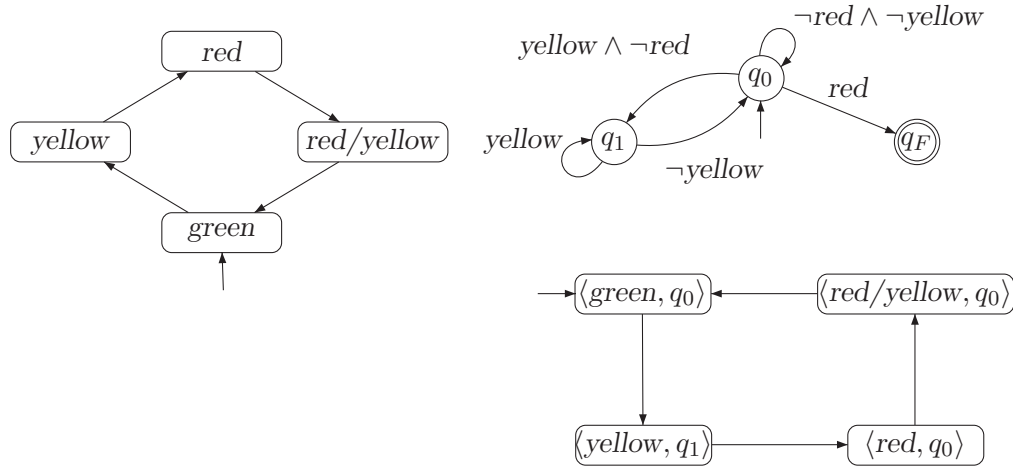 red
yellow
red/yellow
green
¬red ∧ ¬yellow
yellow ∧ ¬red
q₀
red
yellow
q₁
q_F
¬yellow
⟨green, q₀⟩
⟨red/yellow, q₀⟩
⟨yellow, q₁⟩
⟨red, q₀⟩